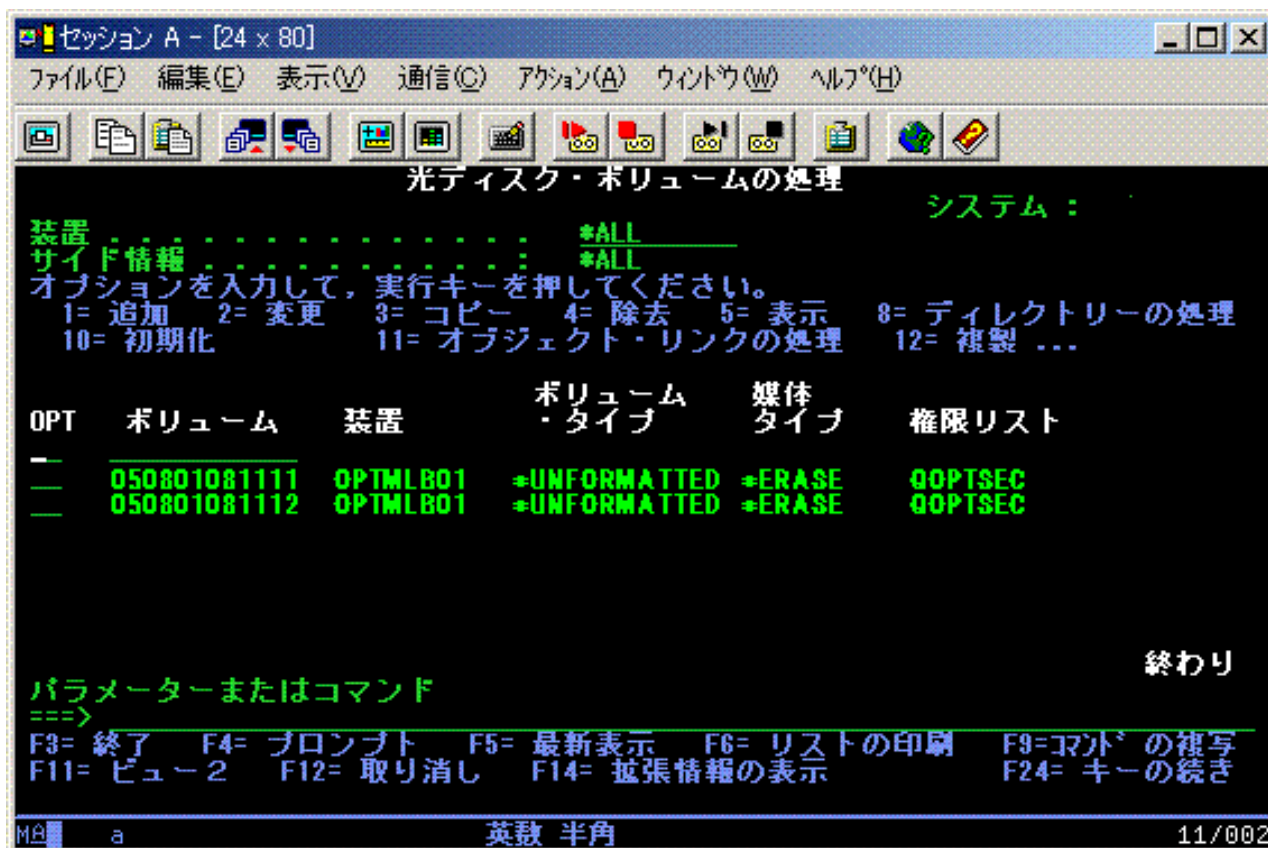 セッション A - [24 x 80]
ファイル(F) 編集(E) 表示(V) 通信(C) アクション(A) ウィンドウ(W) ヘルプ(H)
光ディスク・ボリュームの処理
システム :
装置 . . . . . . . . . . . . . . : *ALL
サイド情報 . . . . . . . . . . . : *ALL
オプションを入力して，実行キーを押してください。
1= 追加 2= 変更 3= コピー 4= 除去 5= 表示 8= ディレクトリーの処理
10= 初期化 11= オブジェクト・リンクの処理 12= 複製 ...
ボリューム 媒体
OPT ボリューム 装置 ・タイプ タイプ 権限リスト
050801081111 OPTMLB01 *UNFORMATTED *ERASE QOPTSEC
050801081112 OPTMLB01 *UNFORMATTED *ERASE QOPTSEC
終わり
パラメーターまたはコマンド
===>
F3= 終了 F4= プロンプト F5= 最新表示 F6= リストの印刷 F9=コマンド の複写
F11= ビュー２ F12= 取り消し F14= 拡張情報の表示 F24= キーの続き
MA a 英数 半角 11/002